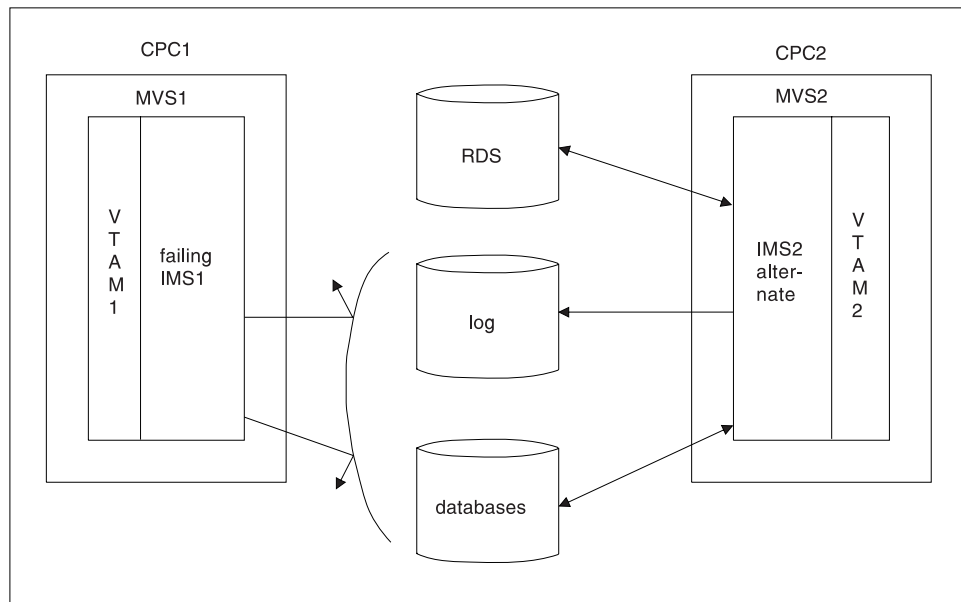 CPC1
MVS1
V
T
A
M
1
failing
IMS1
RDS
log
databases
CPC2
MVS2
IMS2
alter-
nate
V
T
A
M
2